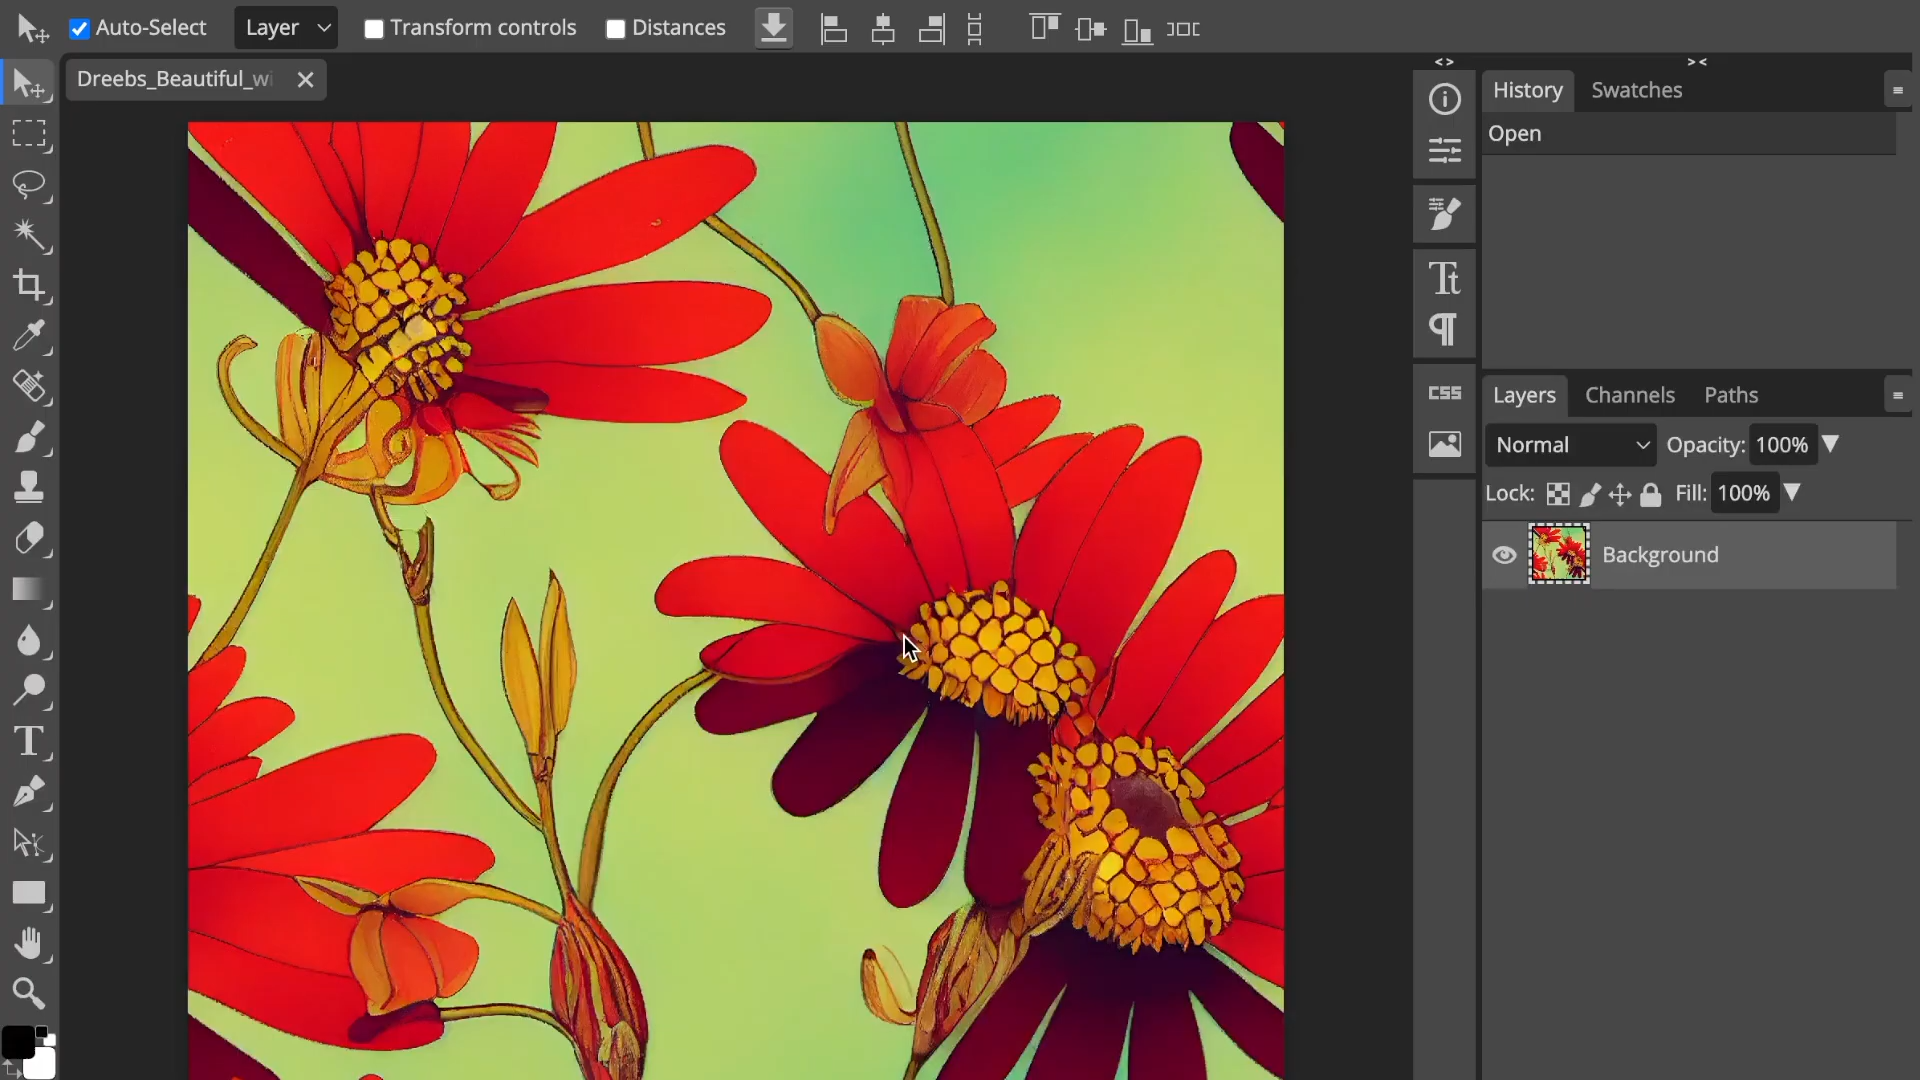 Auto-Select
Layer
Transform controls
Distances
Dreebs_Beautiful_wi
History
Swatches
Open
Tt
CSS
Layers
Channels
Paths
Normal
Opacity: 100%
Lock:
Fill: 100%
Background
T